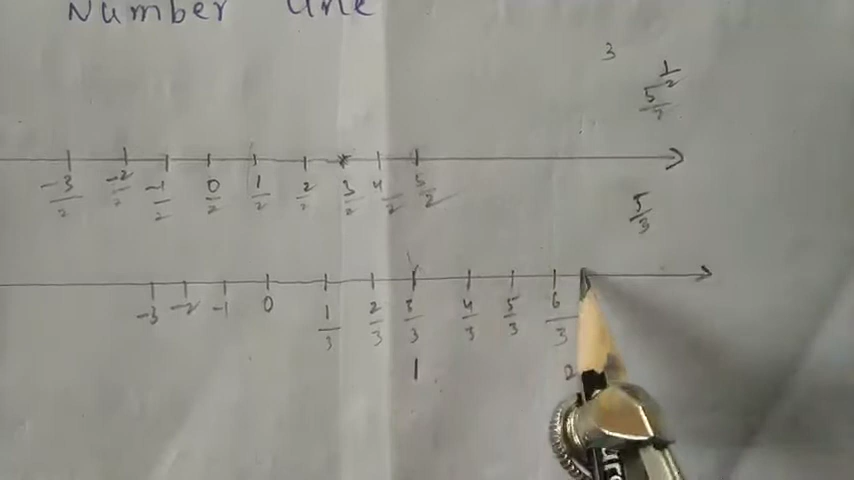 Number Line
3
1/2
5/2
-3/2 -2/2 -1/2 0/2 1/2 2/2 3/2 4/2 5/2
5/3
-3 -2 -1 0 1/3 2/3 3/3 4/3 5/3 6/3
1 2